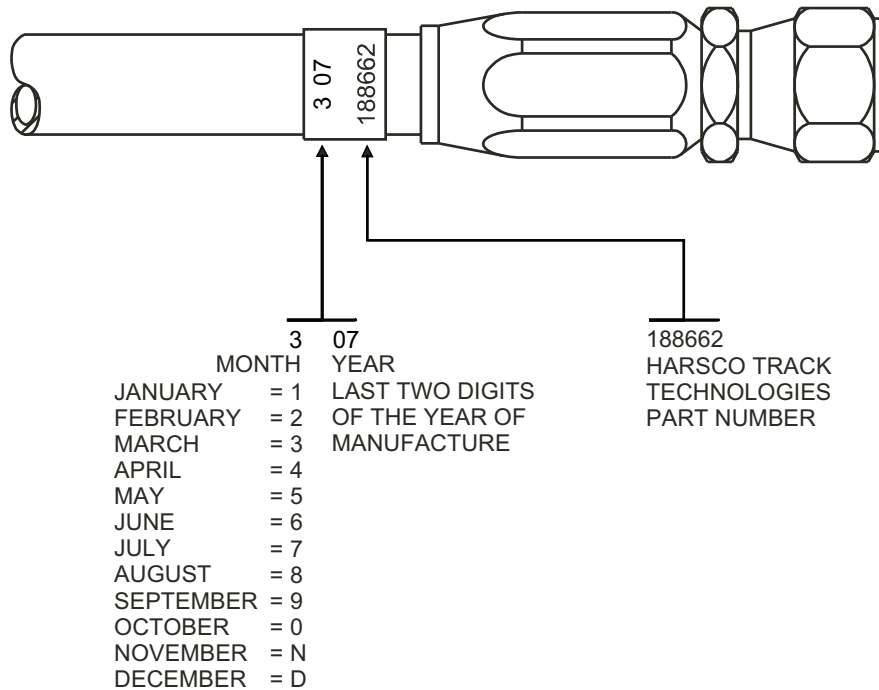 3 07
188662
3 07
MONTH YEAR
JANUARY = 1
FEBRUARY = 2
MARCH = 3
APRIL = 4
MAY = 5
JUNE = 6
JULY = 7
AUGUST = 8
SEPTEMBER = 9
OCTOBER = 0
NOVEMBER = N
DECEMBER = D
LAST TWO DIGITS
OF THE YEAR OF
MANUFACTURE
188662
HARSCO TRACK
TECHNOLOGIES
PART NUMBER